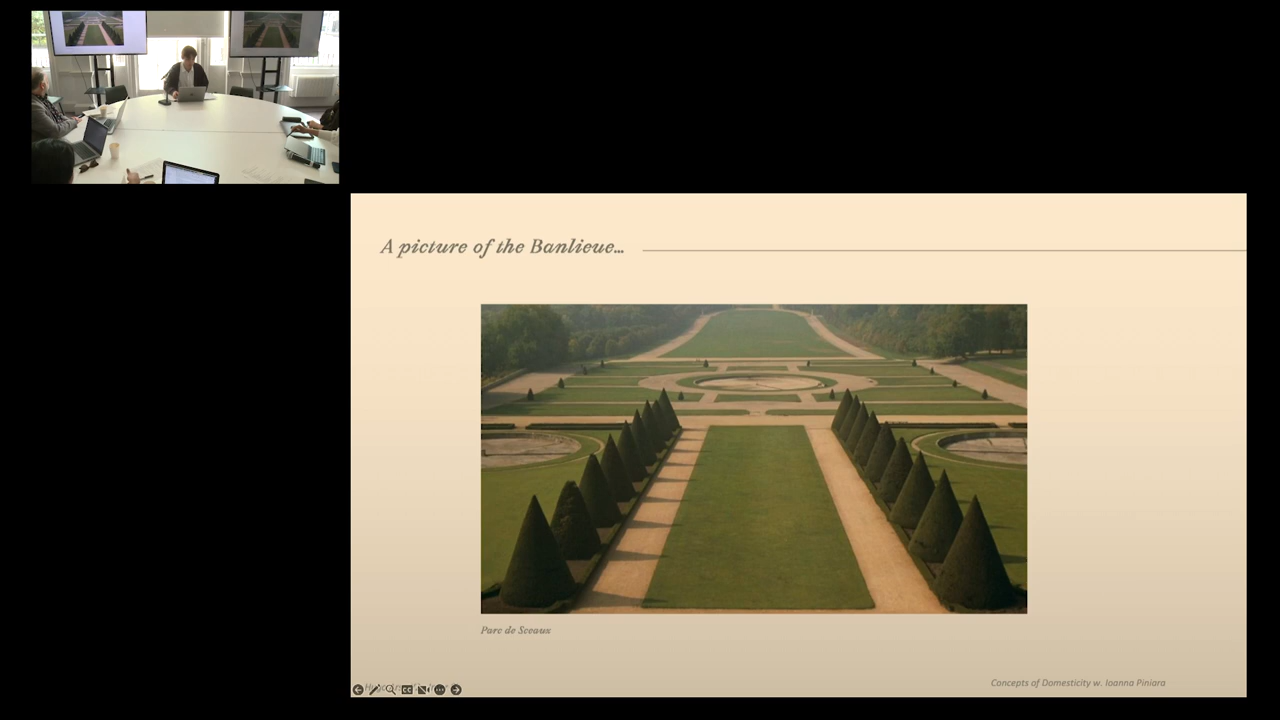 A picture of the Banlieue...
Parc de Sceaux
Concepts of Domesticity w. Ioanna Piniara